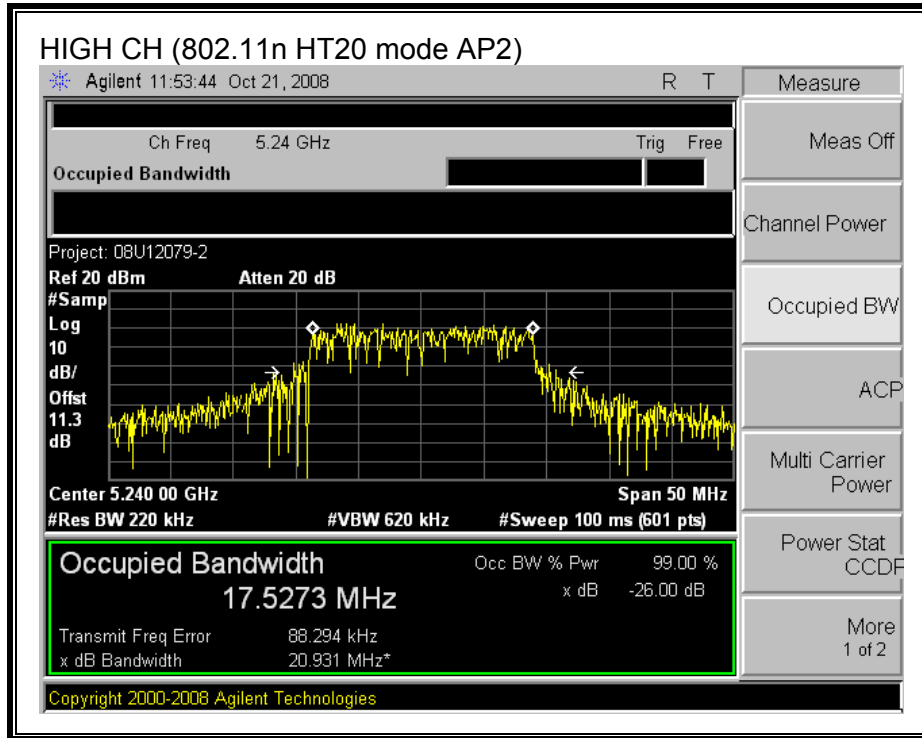 HIGH CH (802.11n HT20 mode AP2)
Agilent 11:53:44 Oct 21, 2008 R T
Measure
Ch Freq 5.24 GHz Trig Free
Occupied Bandwidth
Meas Off
Channel Power
Occupied BW
ACP
Multi Carrier
Power
Power Stat
CCDF
More
1 of 2
Project: 08U12079-2
Ref 20 dBm Atten 20 dB
#Samp
Log
10
dB/
Offst
11.3
dB
Center 5.240 00 GHz Span 50 MHz
#Res BW 220 kHz #VBW 620 kHz #Sweep 100 ms (601 pts)
Occupied Bandwidth
17.5273 MHz
Occ BW % Pwr 99.00 %
x dB -26.00 dB
Transmit Freq Error 88.294 kHz
x dB Bandwidth 20.931 MHz*
Copyright 2000-2008 Agilent Technologies